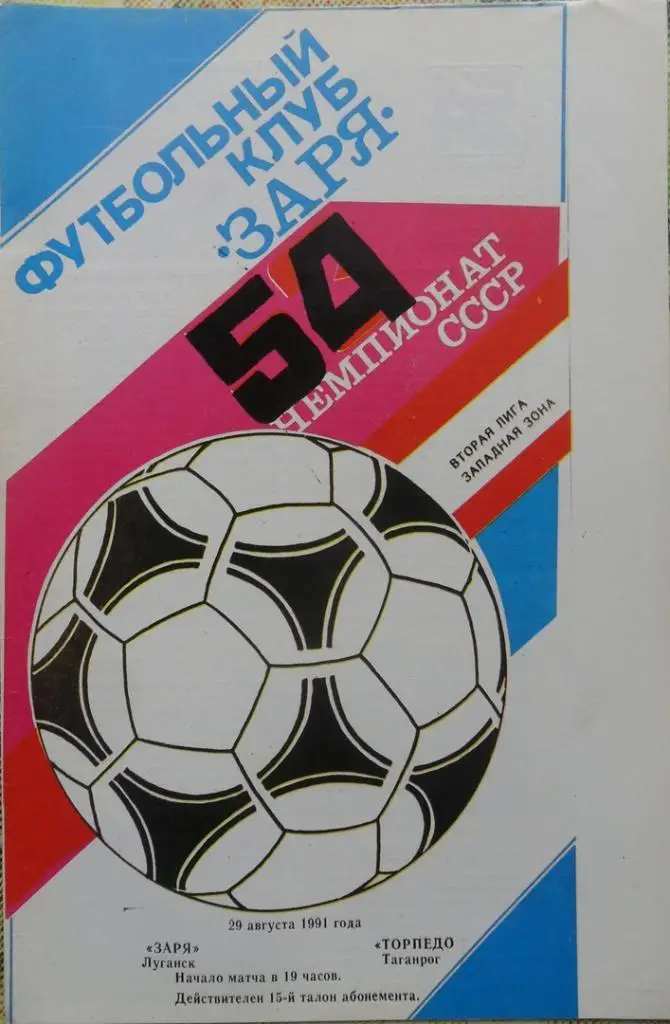 ФУТБОЛЬНЫЙ
КЛУБ
·ЗАРЯ·
54
ЧЕМПИОНАТ
СССР
ВТОРАЯ ЛИГА
ЗАПАДНАЯ ЗОНА
29 августа 1991 года
«ЗАРЯ» «ТОРПЕДО
Луганск Таганрог
Начало матча в 19 часов.
Действителен 15-й талон абонемента.